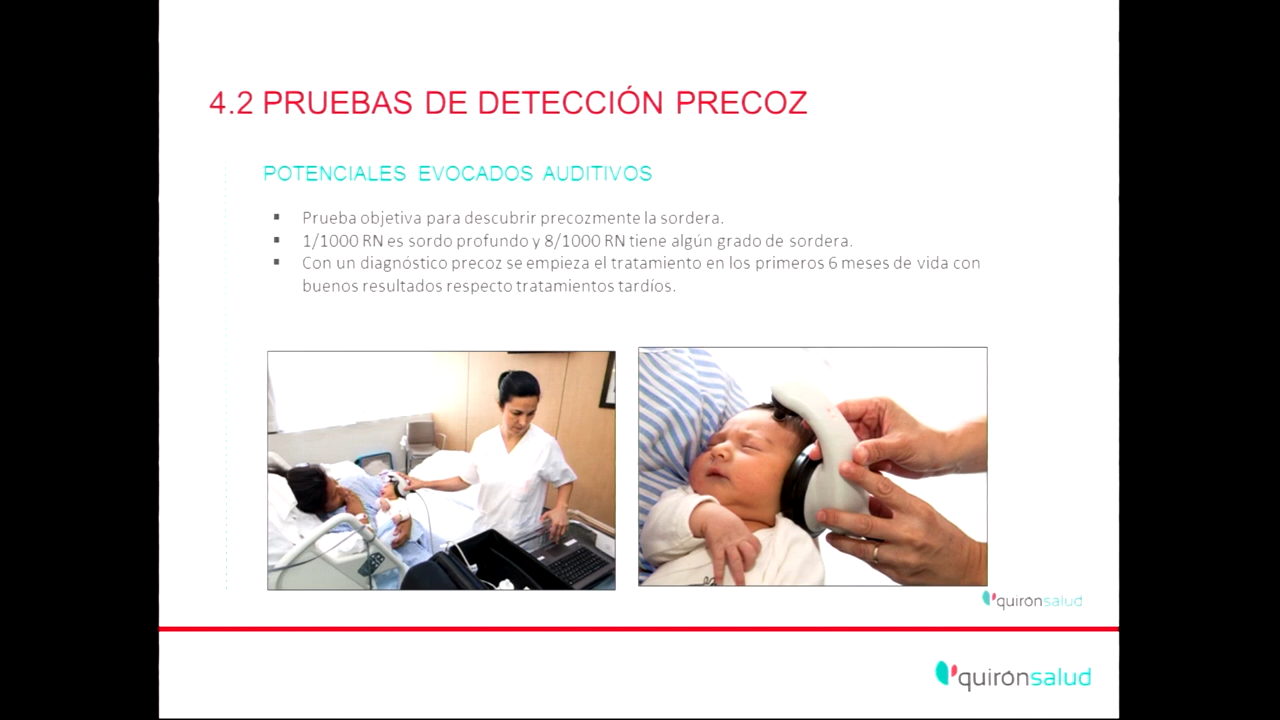 4.2 PRUEBAS DE DETECCIÓN PRECOZ
POTENCIALES EVOCADOS AUDITIVOS
▪ Prueba objetiva para descubrir precozmente la sordera.
▪ 1/1000 RN es sordo profundo y 8/1000 RN tiene algún grado de sordera.
▪ Con un diagnóstico precoz se empieza el tratamiento en los primeros 6 meses de vida con
buenos resultados respecto tratamientos tardíos.
quirónsalud
quirónsalud